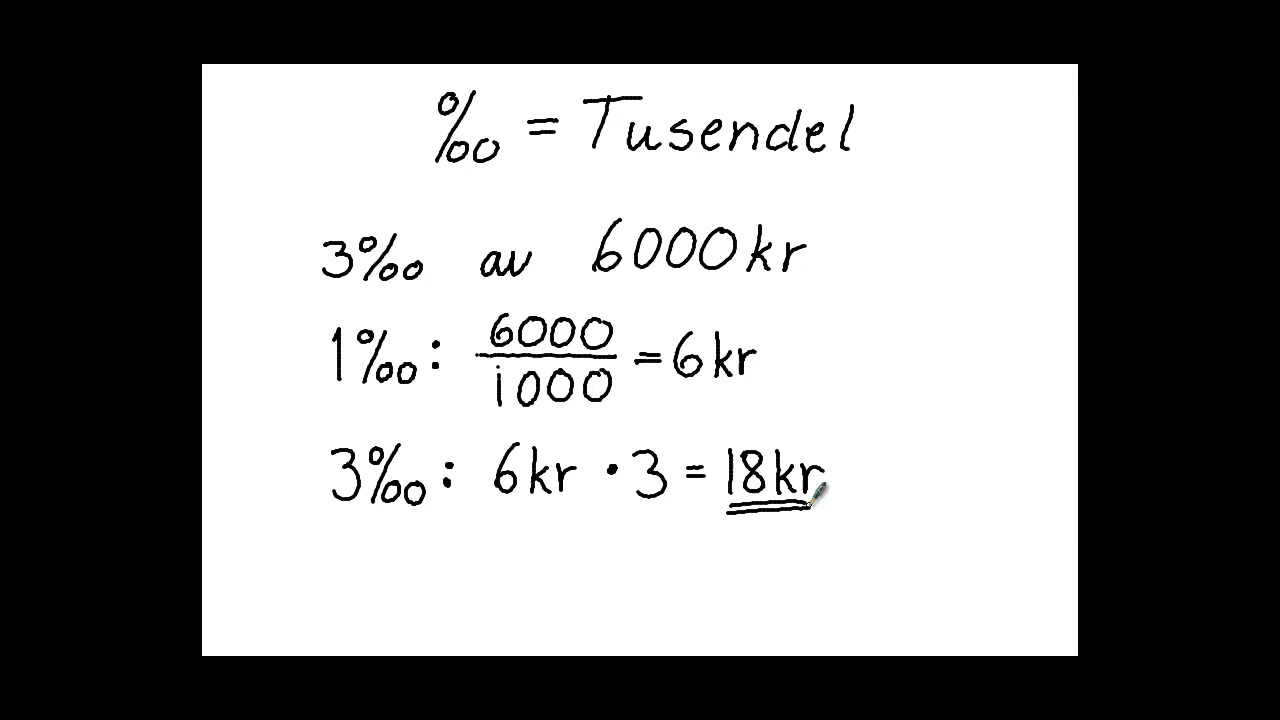 ‰ = Tusendel
3‰ av 6000kr
1‰: 6000/1000 = 6kr
3‰: 6kr · 3 = 18kr